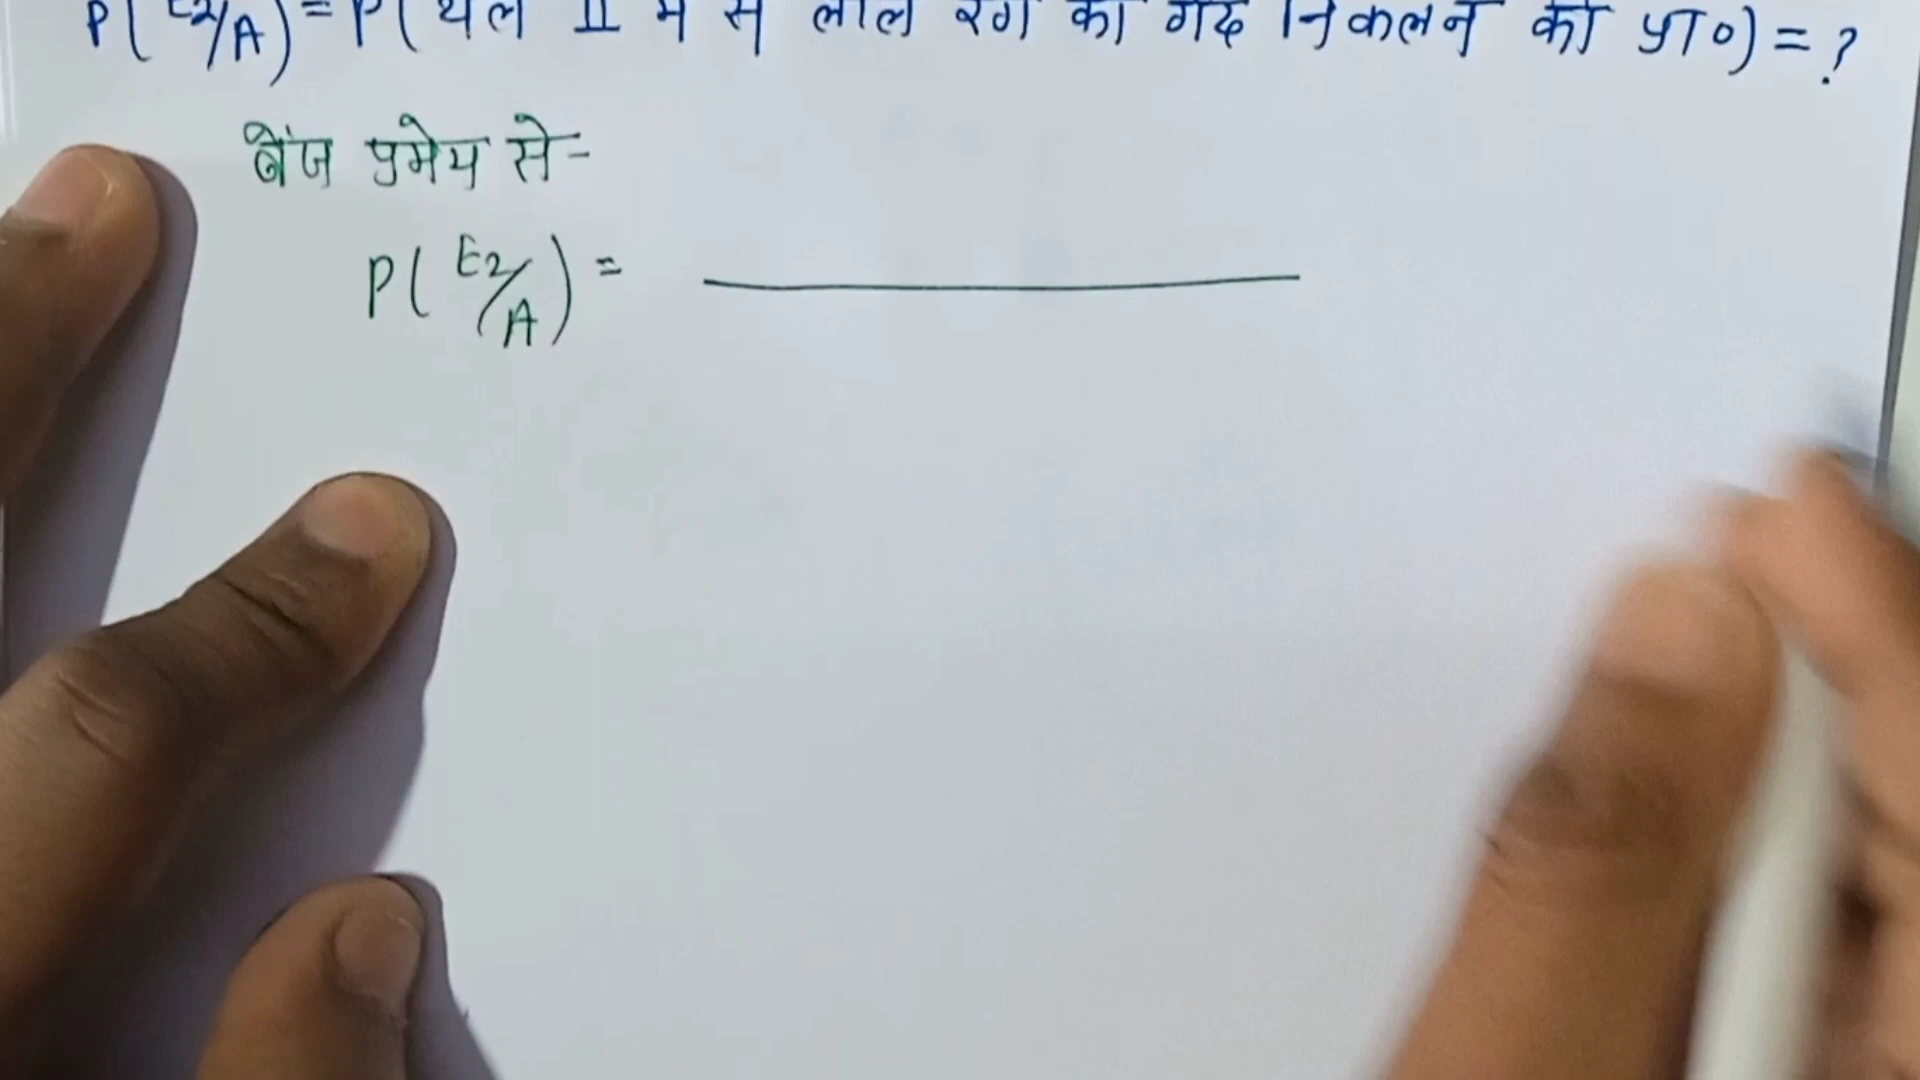 P(E2/A) = P(थैले II में से लाल रंग की गेंद निकलने की प्रा०) = ?
बेज प्रमेय से-
P(E2/A) =